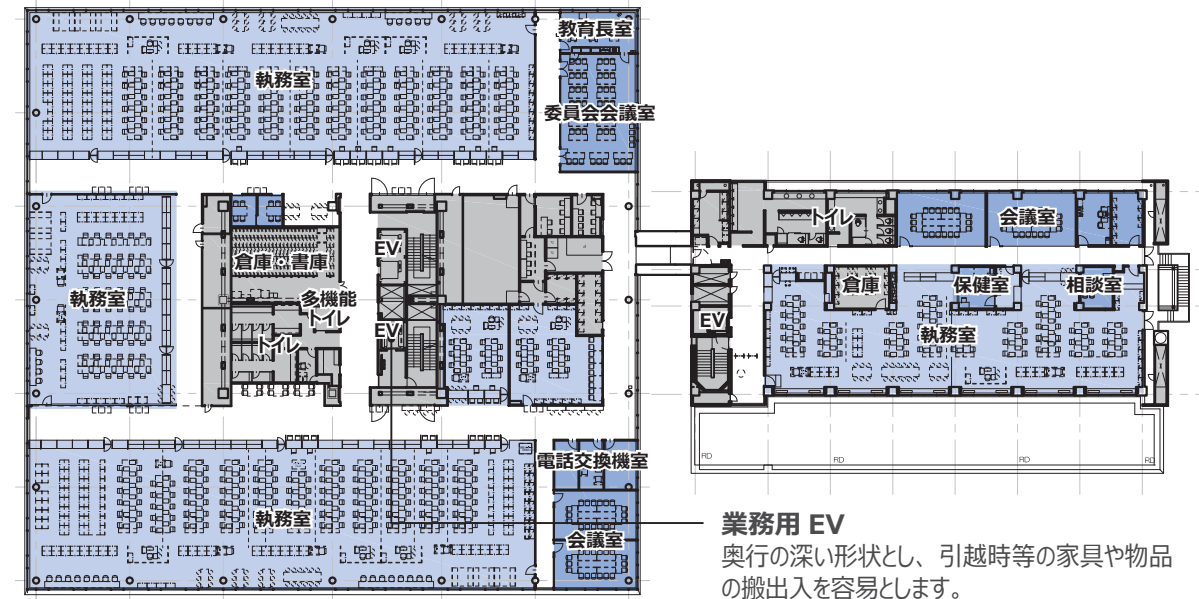 教育長室
執務室
委員会会議室
トイレ
会議室
EV
倉庫・書庫
執務室
多機能
トイレ
倉庫
保健室
相談室
EV
EV
執務室
トイレ
電話交換機室
RD
RD
RD
RD
執務室
会議室
業務用 EV
奥行の深い形状とし、引越時等の家具や物品
の搬出入を容易とします。